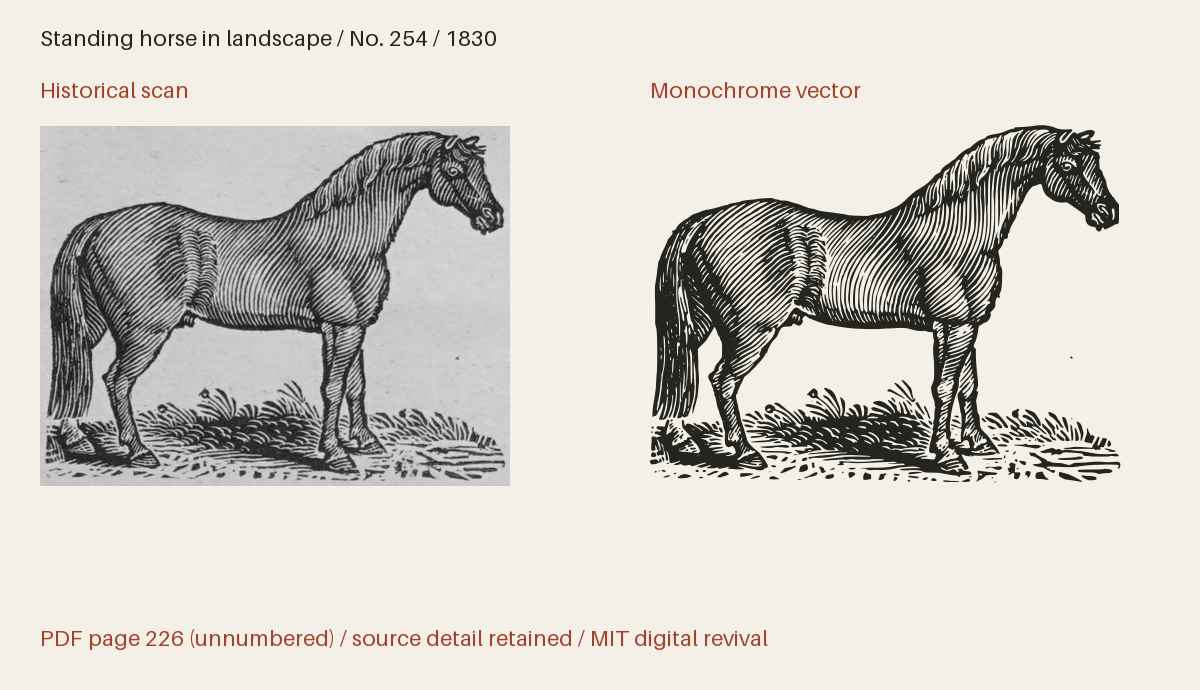 Standing horse in landscape / No. 254 / 1830
Historical scan
Monochrome vector
PDF page 226 (unnumbered) / source detail retained / MIT digital revival